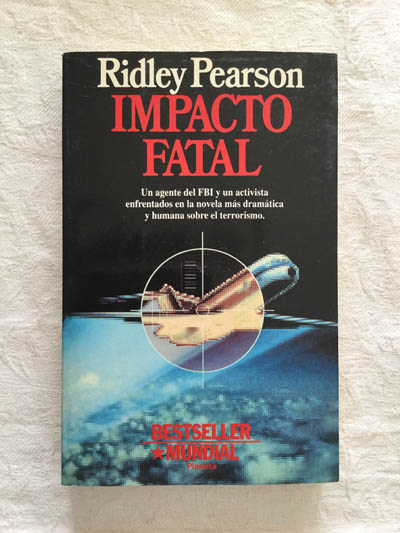 Ridley Pearson
IMPACTO
FATAL
Un agente del FBI y un activista
enfrentados en la novela más dramática
y humana sobre el terrorismo.
BESTSELLER
★MUNDIAL
Planeta